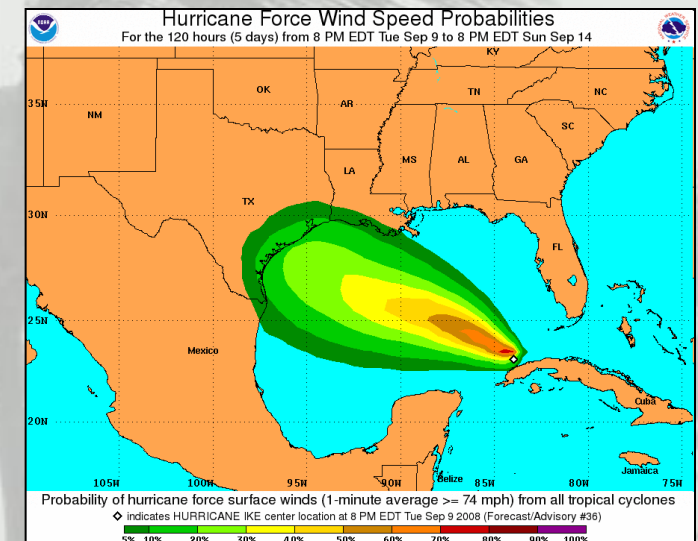 Hurricane Force Wind Speed Probabilities
For the 120 hours (5 days) from 8 PM EDT Tue Sep 9 to 8 PM EDT Sun Sep 14
NOAA
KY
OK
TN
NC
35N
AR
NM
SC
MS
AL
GA
LA
TX
30N
FL
25N
Mexico
Cuba
20N
Jamaica
Belize
105W
100W
95W
90W
85W
80W
75W
Probability of hurricane force surface winds (1-minute average >= 74 mph) from all tropical cyclones
◇ indicates HURRICANE IKE center location at 8 PM EDT Tue Sep 9 2008 (Forecast/Advisory #36)
5% 10% 20% 30% 40% 50% 60% 70% 80% 90% 100%